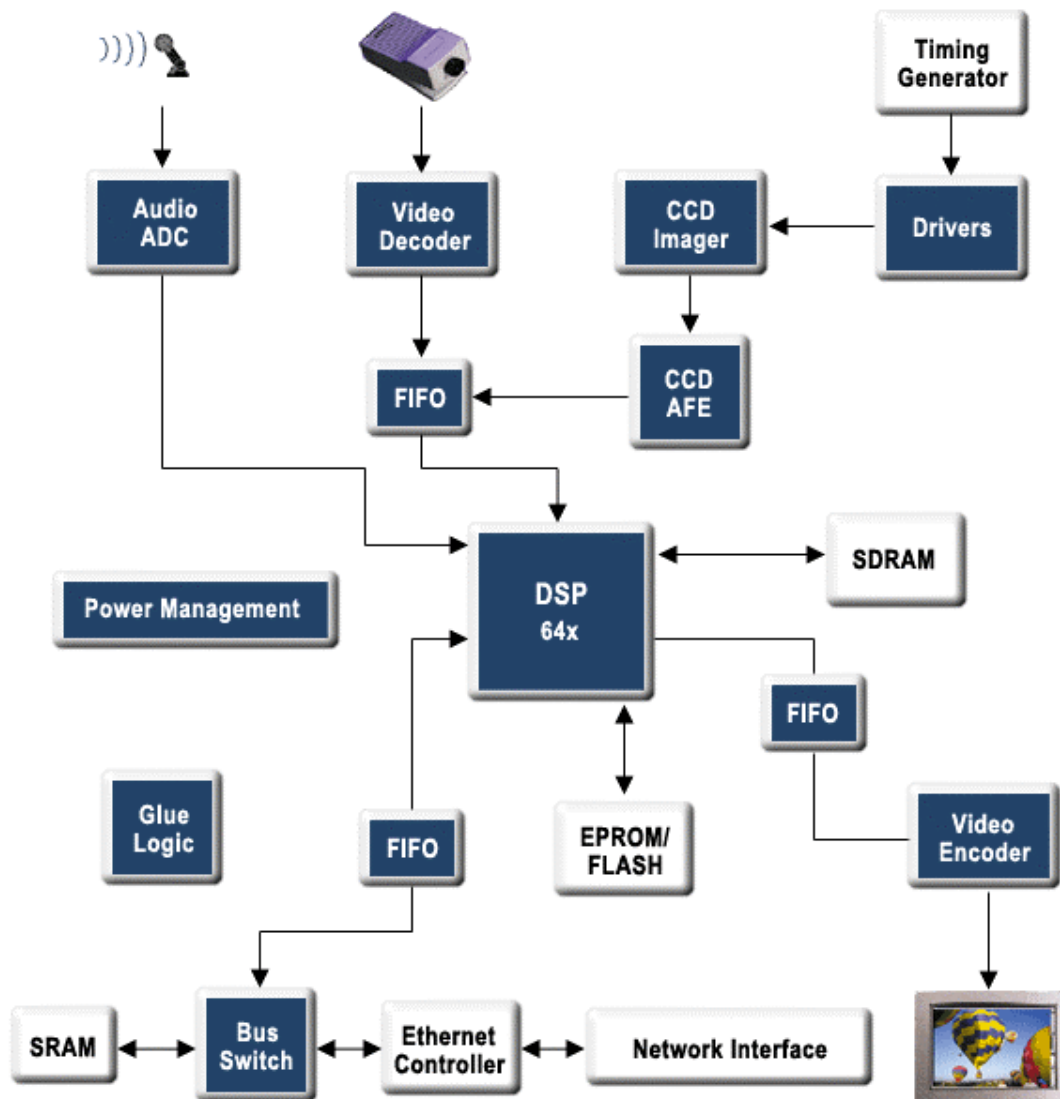 Timing
Generator
Audio
ADC
Video
Decoder
CCD
Imager
Drivers
FIFO
CCD
AFE
DSP
64x
SDRAM
Power Management
FIFO
Glue
Logic
FIFO
EPROM/
FLASH
Video
Encoder
SRAM
Bus
Switch
Ethernet
Controller
Network Interface